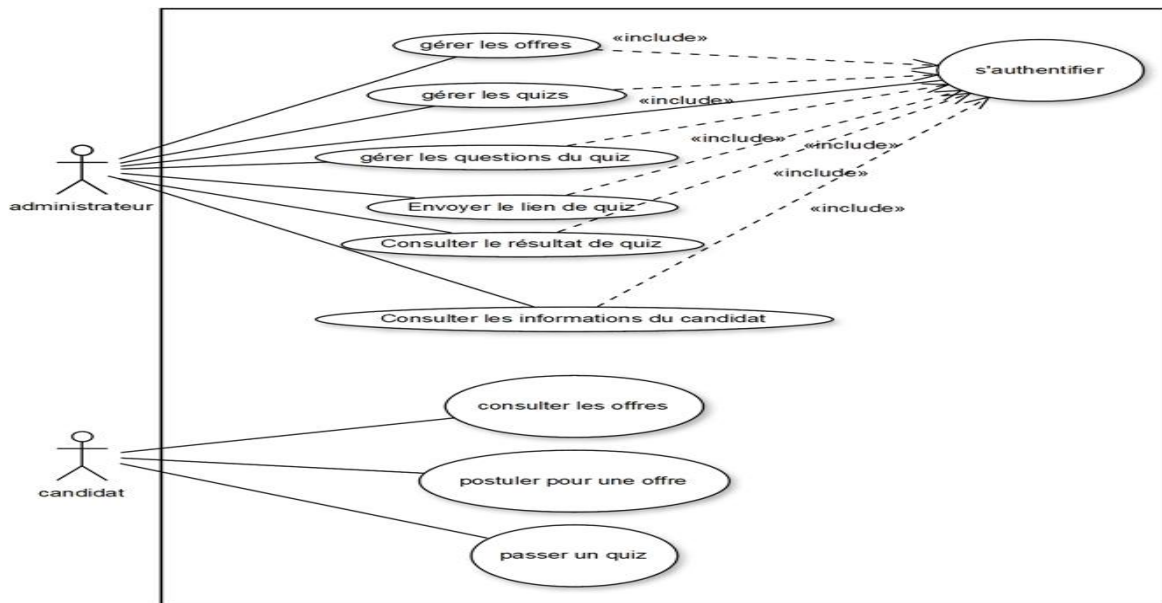 gérer les offres
«include»
s'authentifier
gérer les quizs
«include»
«include»
«include»
gérer les questions du quiz
«include»
administrateur
Envoyer le lien de quiz
«include»
Consulter le résultat de quiz
Consulter les informations du candidat
consulter les offres
candidat
postuler pour une offre
passer un quiz